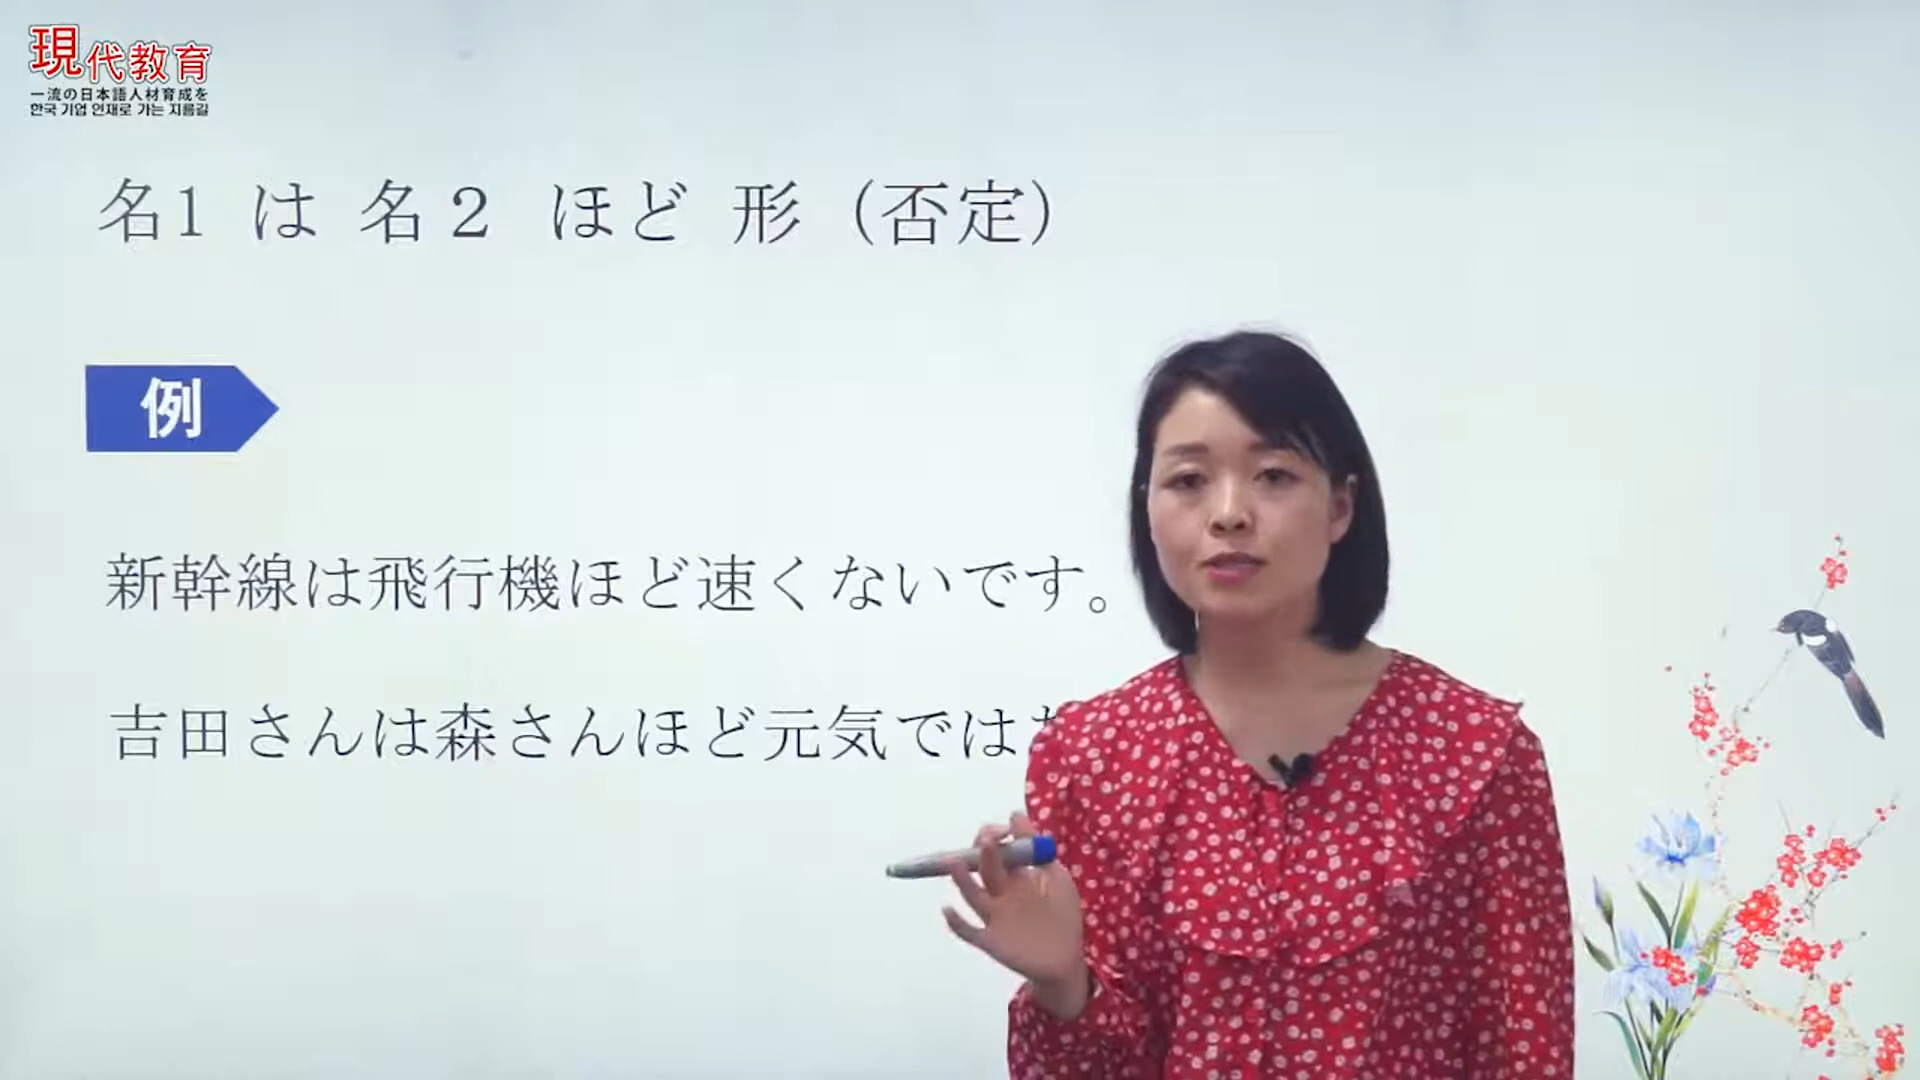 現代教育
一流の日本語人材育成を
한국 기업 인재로 가는 지름길
名1 は 名２ ほど 形（否定）
例
新幹線は飛行機ほど速くないです。
吉田さんは森さんほど元気では